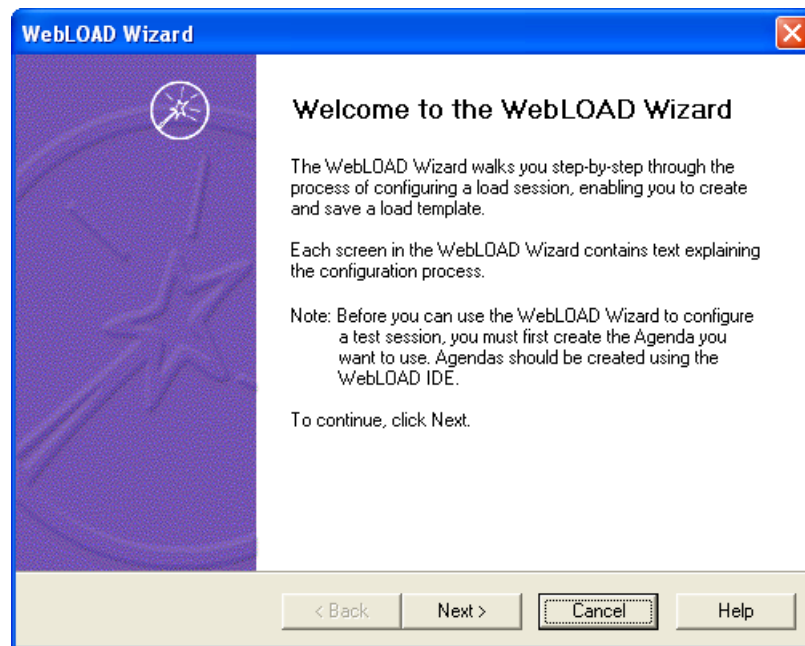 WebLOAD Wizard
Welcome to the WebLOAD Wizard
The WebLOAD Wizard walks you step-by-step through the
process of configuring a load session, enabling you to create
and save a load template.
Each screen in the WebLOAD Wizard contains text explaining
the configuration process.
Note: Before you can use the WebLOAD Wizard to configure
a test session, you must first create the Agenda you
want to use. Agendas should be created using the
WebLOAD IDE.
To continue, click Next.
< Back Next > Cancel Help